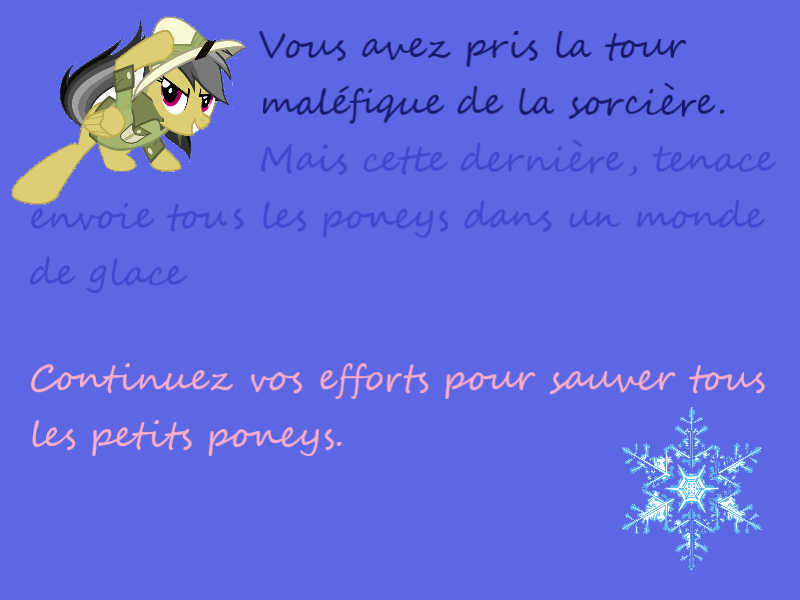 Vous avez pris la tour
maléfique de la sorcière.
Mais cette dernière, tenace
envoie tous les poneys dans un monde
de glace
Continuez vos efforts pour sauver tous
les petits poneys.